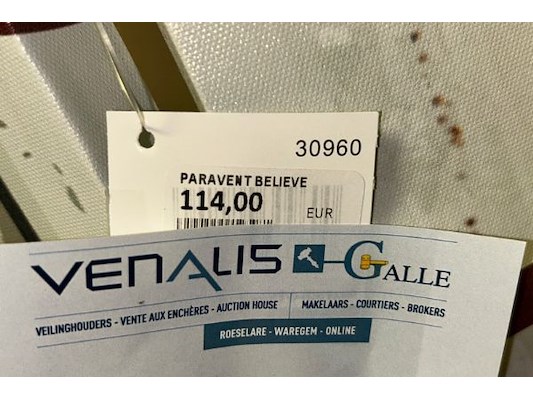 30960
PARAVENT BELIEVE
114,00 EUR
VENALIS GALLE
VEILINGHOUDERS - VENTE AUX ENCHÈRES - AUCTION HOUSE MAKELAARS - COURTIERS - BROKERS
ROESELARE - WAREGEM - ONLINE